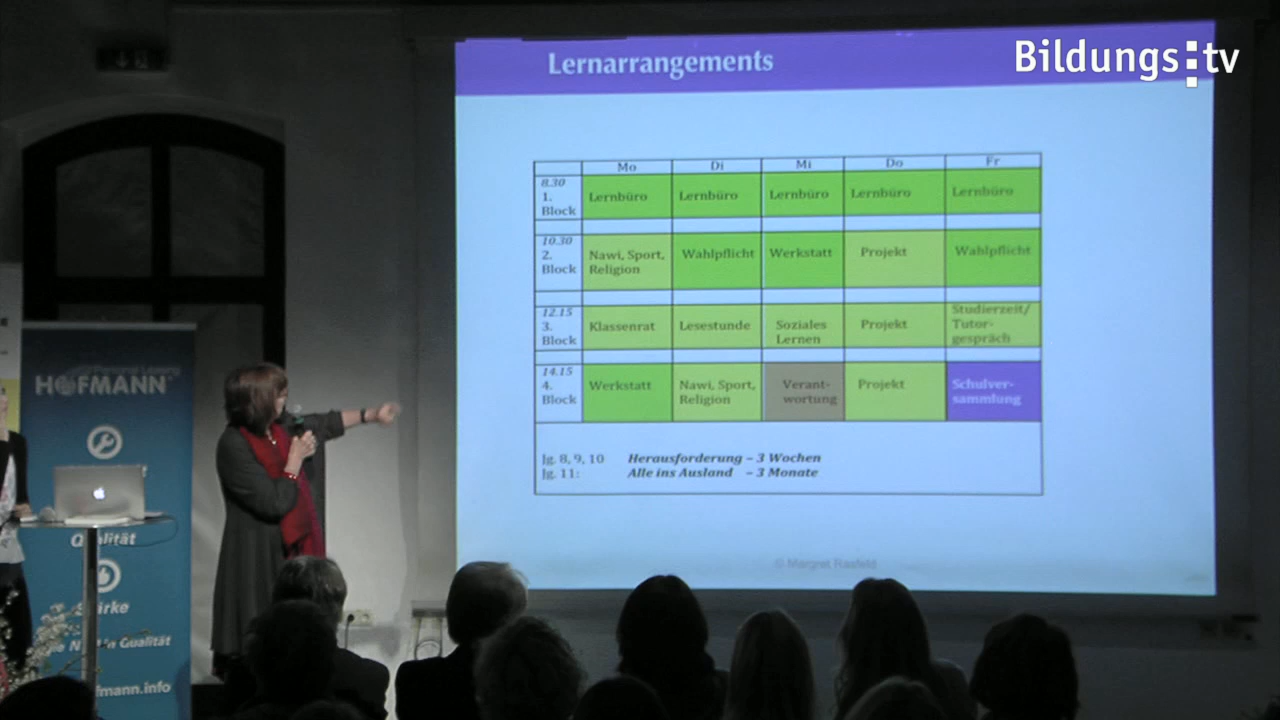 Lernarrangements
Bildungs:tv
Mo Di Mi Do Fr
8.30
1.
Block
Lernbüro Lernbüro Lernbüro Lernbüro Lernbüro
10.30
2.
Block
Nawi, Sport,
Religion
Wahlpflicht
Werkstatt
Projekt
Wahlpflicht
12.15
3.
Block
Klassenrat
Lesestunde
Soziales
Lernen
Projekt
Studierzeit/
Tutor-
gespräch
14.15
4.
Block
Werkstatt
Nawi, Sport,
Religion
Verant-
wortung
Projekt
Schulver-
sammlung
Jg. 8, 9, 10 Herausforderung – 3 Wochen
Jg. 11: Alle ins Ausland – 3 Monate
© Margret Rasfeld
HOFMANN
Qualität
fmann.info